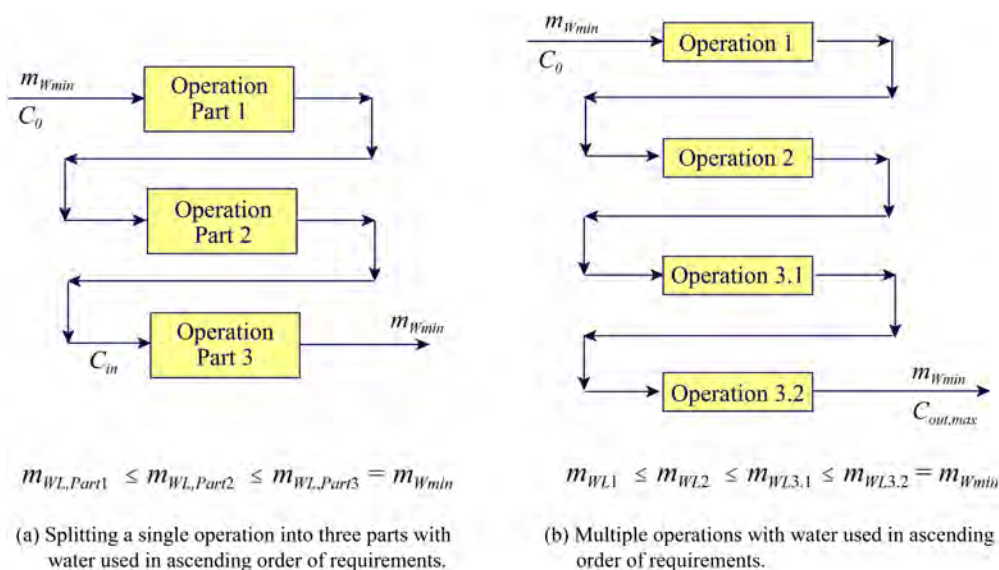 m_Wmin
C_0
Operation
Part 1
Operation
Part 2
C_in
Operation
Part 3
m_Wmin
m_WL,Part1 ≤ m_WL,Part2 ≤ m_WL,Part3 = m_Wmin
(a) Splitting a single operation into three parts with
water used in ascending order of requirements.
m_Wmin
C_0
Operation 1
Operation 2
Operation 3.1
Operation 3.2
m_Wmin
C_out,max
m_WL1 ≤ m_WL2 ≤ m_WL3.1 ≤ m_WL3.2 = m_Wmin
(b) Multiple operations with water used in ascending
order of requirements.